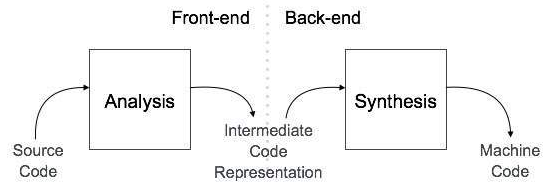 Front-end
Back-end
Analysis
Synthesis
Source
Code
Intermediate
Code
Representation
Machine
Code